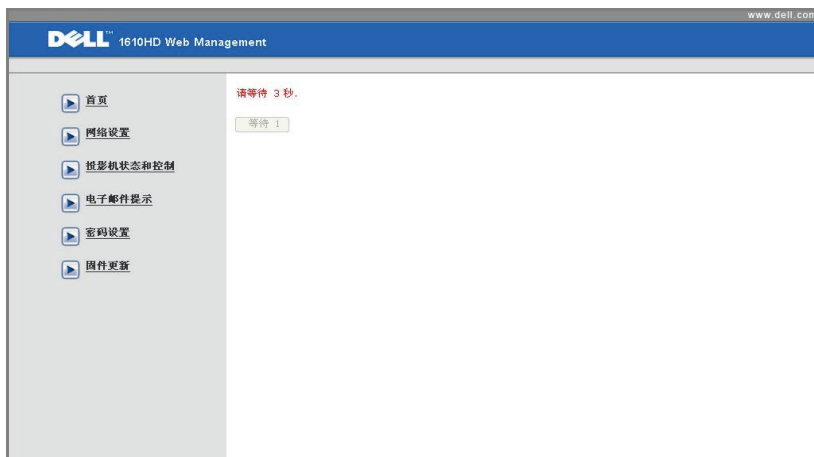 www.dell.com
DELL™ 1610HD Web Management
首页
网络设置
投影机状态和控制
电子邮件提示
密码设置
固件更新
请等待 3 秒.
等待 1